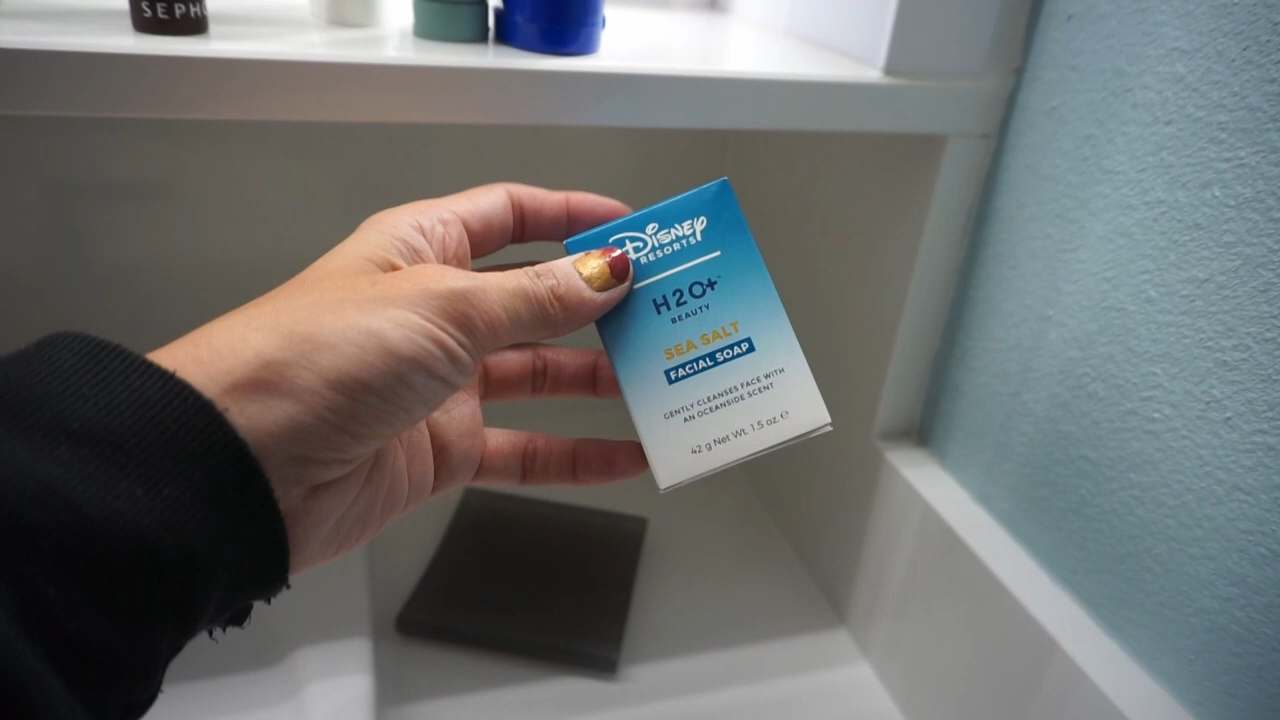 SEPH
Disney
RESORTS
H2O+
BEAUTY
SEA SALT
FACIAL SOAP
GENTLY CLEANSES FACE WITH
AN OCEANSIDE SCENT
42 g Net Wt. 1.5 oz. ℮